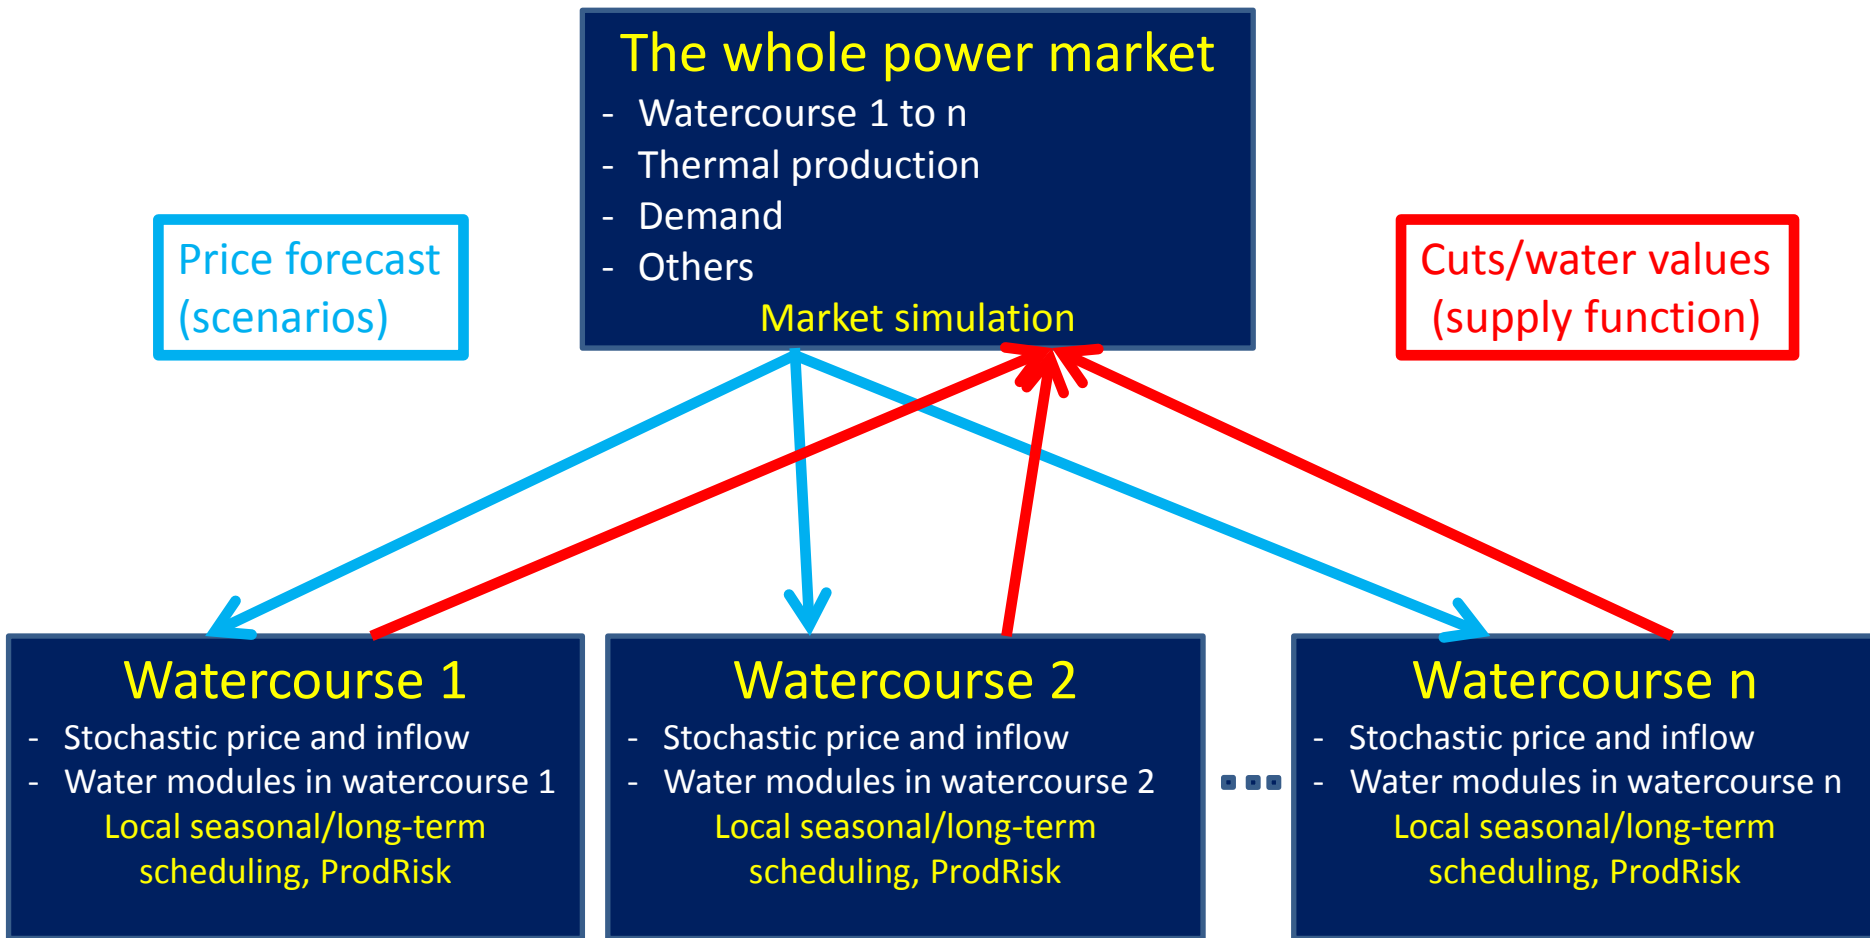 The whole power market
- Watercourse 1 to n
- Thermal production
- Demand
- Others
Market simulation
Price forecast
(scenarios)
Cuts/water values
(supply function)
Watercourse 1
- Stochastic price and inflow
- Water modules in watercourse 1
Local seasonal/long-term
scheduling, ProdRisk
Watercourse 2
- Stochastic price and inflow
- Water modules in watercourse 2
Local seasonal/long-term
scheduling, ProdRisk
Watercourse n
- Stochastic price and inflow
- Water modules in watercourse n
Local seasonal/long-term
scheduling, ProdRisk